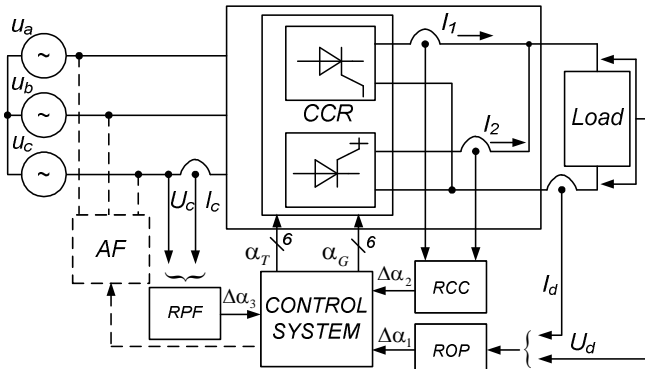 u_a
I_1
u_b
CCR
Load
I_2
u_c
U_c I_c
6 6
α_T α_G
AF
Δα_3
RPF
CONTROL
SYSTEM
Δα_2
RCC
I_d
Δα_1
ROP
U_d